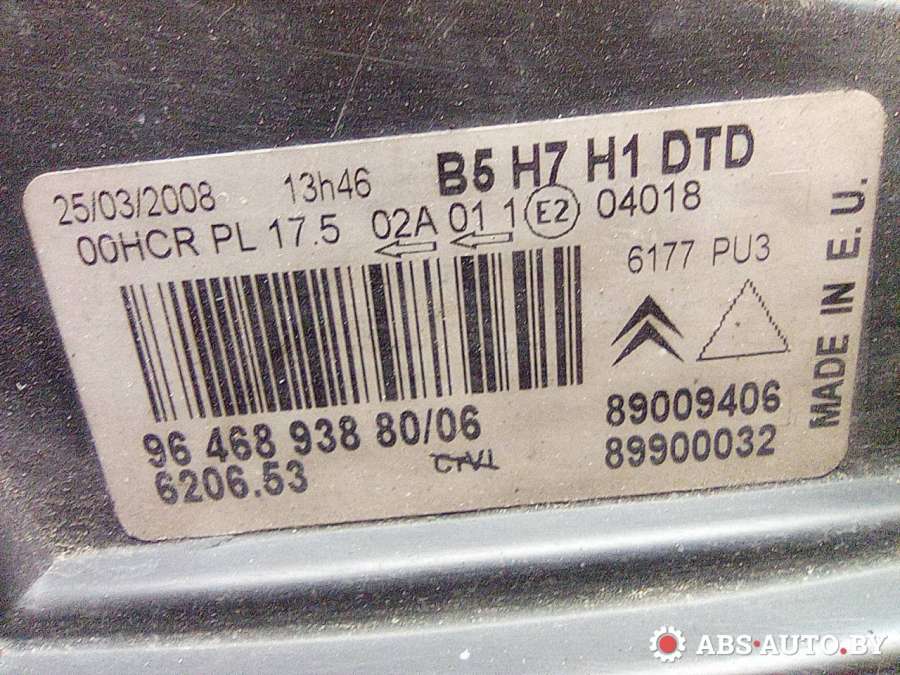 B5 H7 H1 DTD
25/03/2008 13h46
00HCR PL 17.5 02A 01 1 E2 04018
6177 PU3
MADE IN E.U.
96 468 938 80/06
89009406
6206.53
89900032
ABS-AUTO.BY